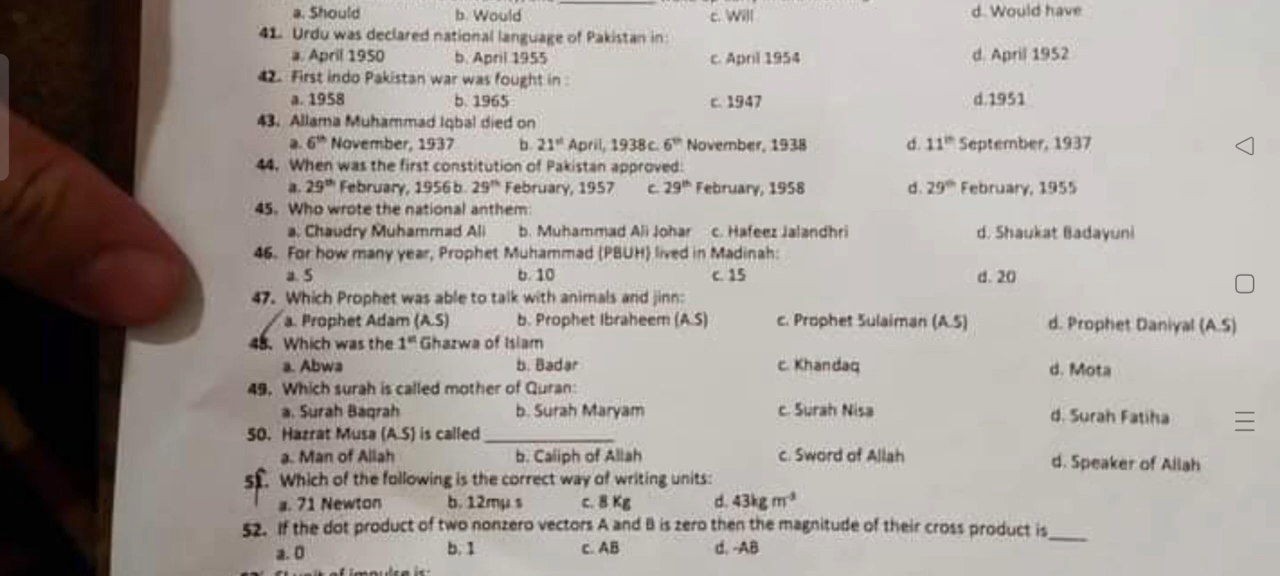 a. Should b. Would c. Will d. Would have
41. Urdu was declared national language of Pakistan in:
a. April 1950 b. April 1955 c. April 1954 d. April 1952
42. First indo Pakistan war was fought in :
a. 1958 b. 1965 c. 1947 d.1951
43. Allama Muhammad Iqbal died on
a. 6th November, 1937 b. 21st April, 1938c. 6th November, 1938 d. 11th September, 1937
44. When was the first constitution of Pakistan approved:
a. 29th February, 1956b. 29th February, 1957 c. 29th February, 1958 d. 29th February, 1955
45. Who wrote the national anthem:
a. Chaudry Muhammad Ali b. Muhammad Ali Johar c. Hafeez Jalandhri d. Shaukat Badayuni
46. For how many year, Prophet Muhammad (PBUH) lived in Madinah:
a. 5 b. 10 c. 15 d. 20
47. Which Prophet was able to talk with animals and jinn:
a. Prophet Adam (A.S) b. Prophet Ibraheem (A.S) c. Prophet Sulaiman (A.S) d. Prophet Daniyal (A.S)
48. Which was the 1st Ghazwa of Islam
a. Abwa b. Badar c. Khandaq d. Mota
49. Which surah is called mother of Quran:
a. Surah Baqrah b. Surah Maryam c. Surah Nisa d. Surah Fatiha
50. Hazrat Musa (A.S) is called ____________
a. Man of Allah b. Caliph of Allah c. Sword of Allah d. Speaker of Allah
51. Which of the following is the correct way of writing units:
a. 71 Newton b. 12mμ s c. 8 Kg d. 43kg m⁻³
52. If the dot product of two nonzero vectors A and B is zero then the magnitude of their cross product is____
a. 0 b. 1 c. AB d. -AB
unit of impulse is: